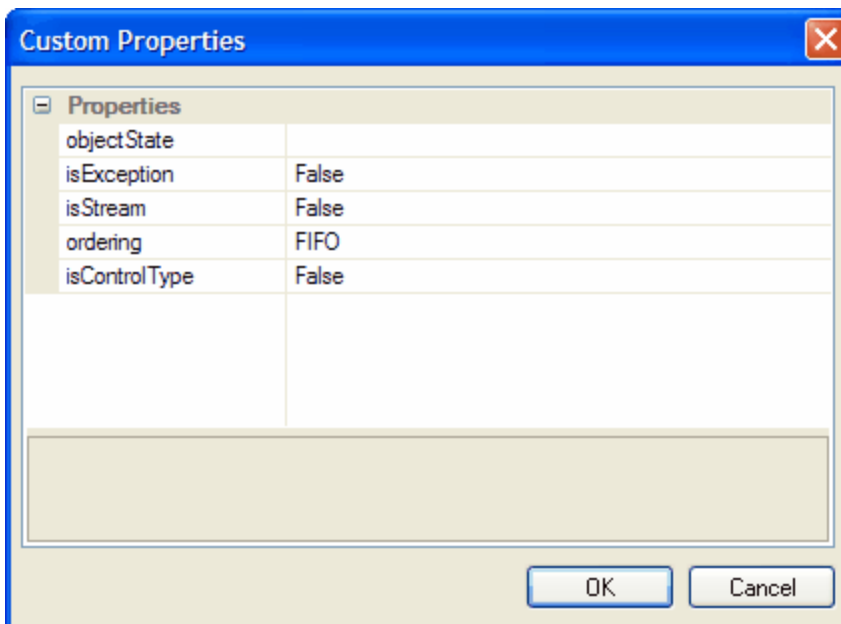 Custom Properties
Properties
objectState
isException False
isStream False
ordering FIFO
isControlType False
OK Cancel